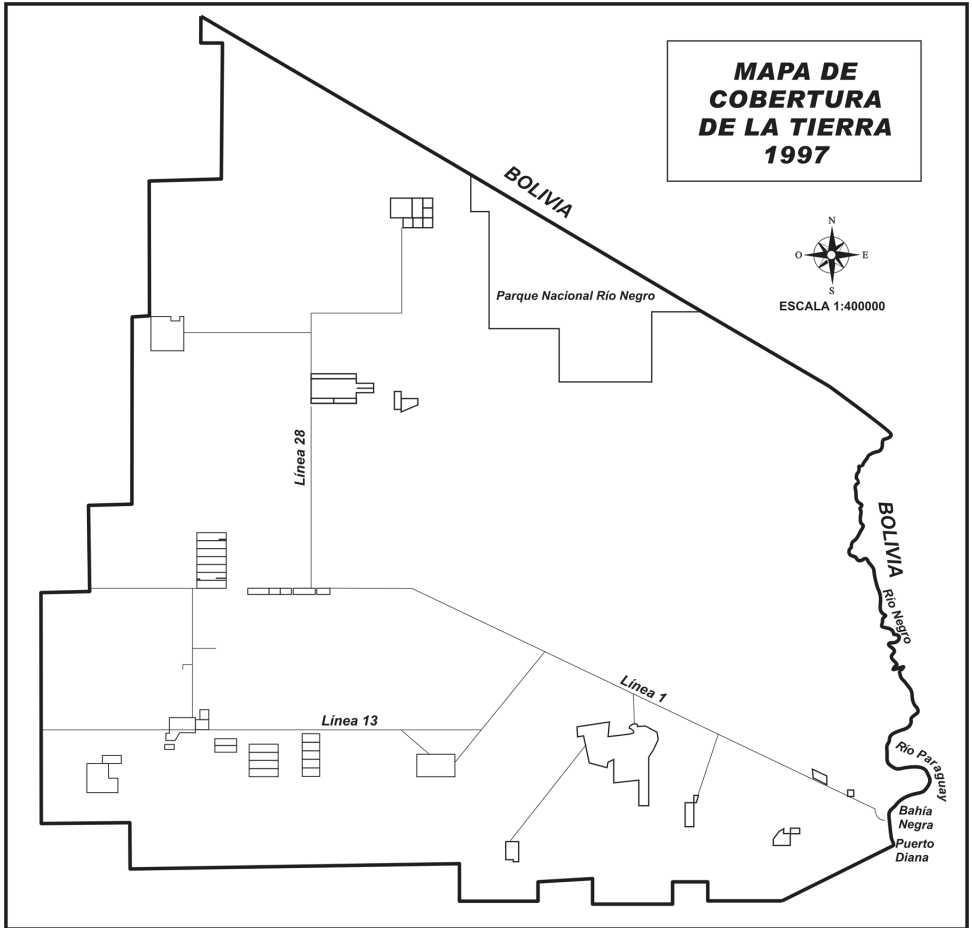 MAPA DE
COBERTURA
DE LA TIERRA
1997
BOLIVIA
N
O
E
S
ESCALA 1:400000
Parque Nacional Río Negro
Línea 28
BOLIVIA
Río Negro
Línea 1
Línea 13
Río Paraguay
Bahía
Negra
Puerto
Diana